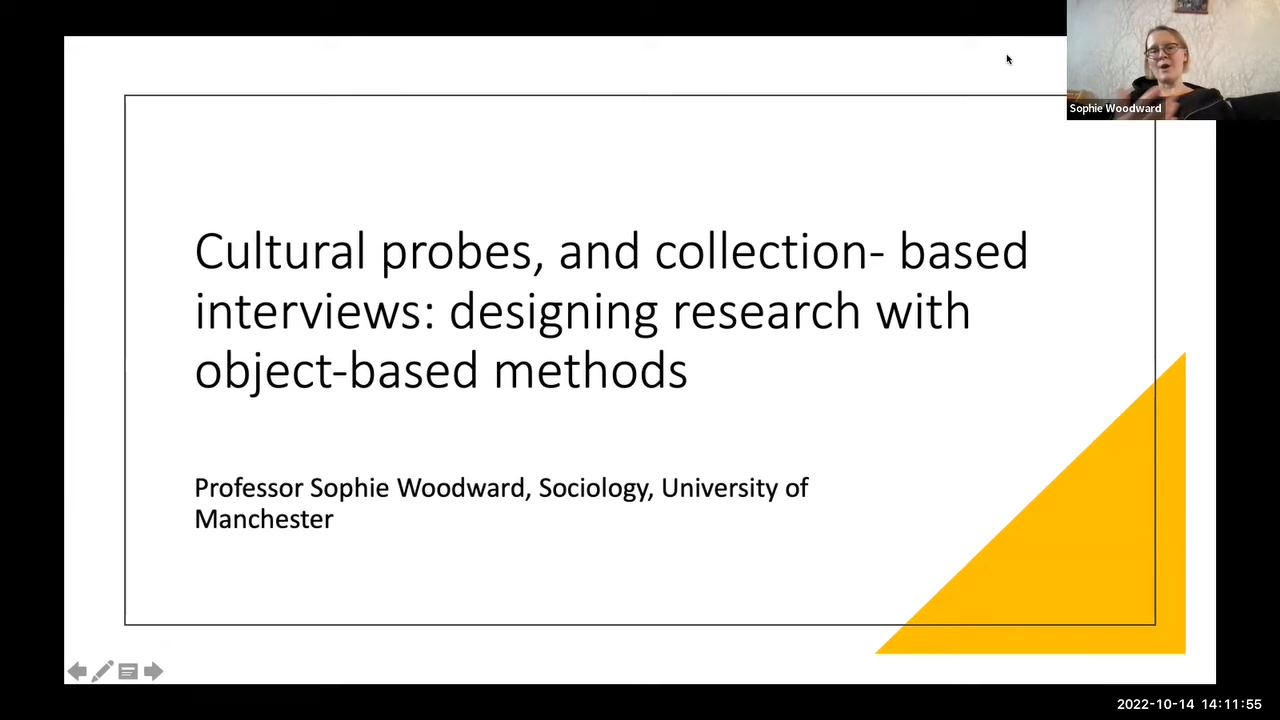 Sophie Woodward
Cultural probes, and collection- based
interviews: designing research with
object-based methods
Professor Sophie Woodward, Sociology, University of
Manchester
2022-10-14 14:11:55